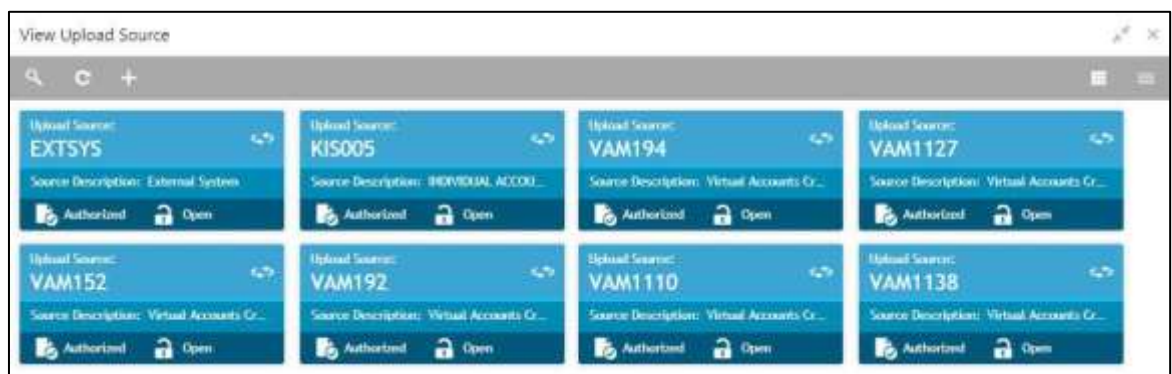 View Upload Source
Upload Source: Upload Source: Upload Source: Upload Source:
EXTSYS KIS005 VAM194 VAM1127
Source Description: External System Source Description: INDIVIDUAL ACCOU... Source Description: Virtual Accounts Cr... Source Description: Virtual Accounts Cr...
Authorized Open Authorized Open Authorized Open Authorized Open
Upload Source: Upload Source: Upload Source: Upload Source:
VAM152 VAM192 VAM1110 VAM1138
Source Description: Virtual Accounts Cr... Source Description: Virtual Accounts Cr... Source Description: Virtual Accounts Cr... Source Description: Virtual Accounts Cr...
Authorized Open Authorized Open Authorized Open Authorized Open